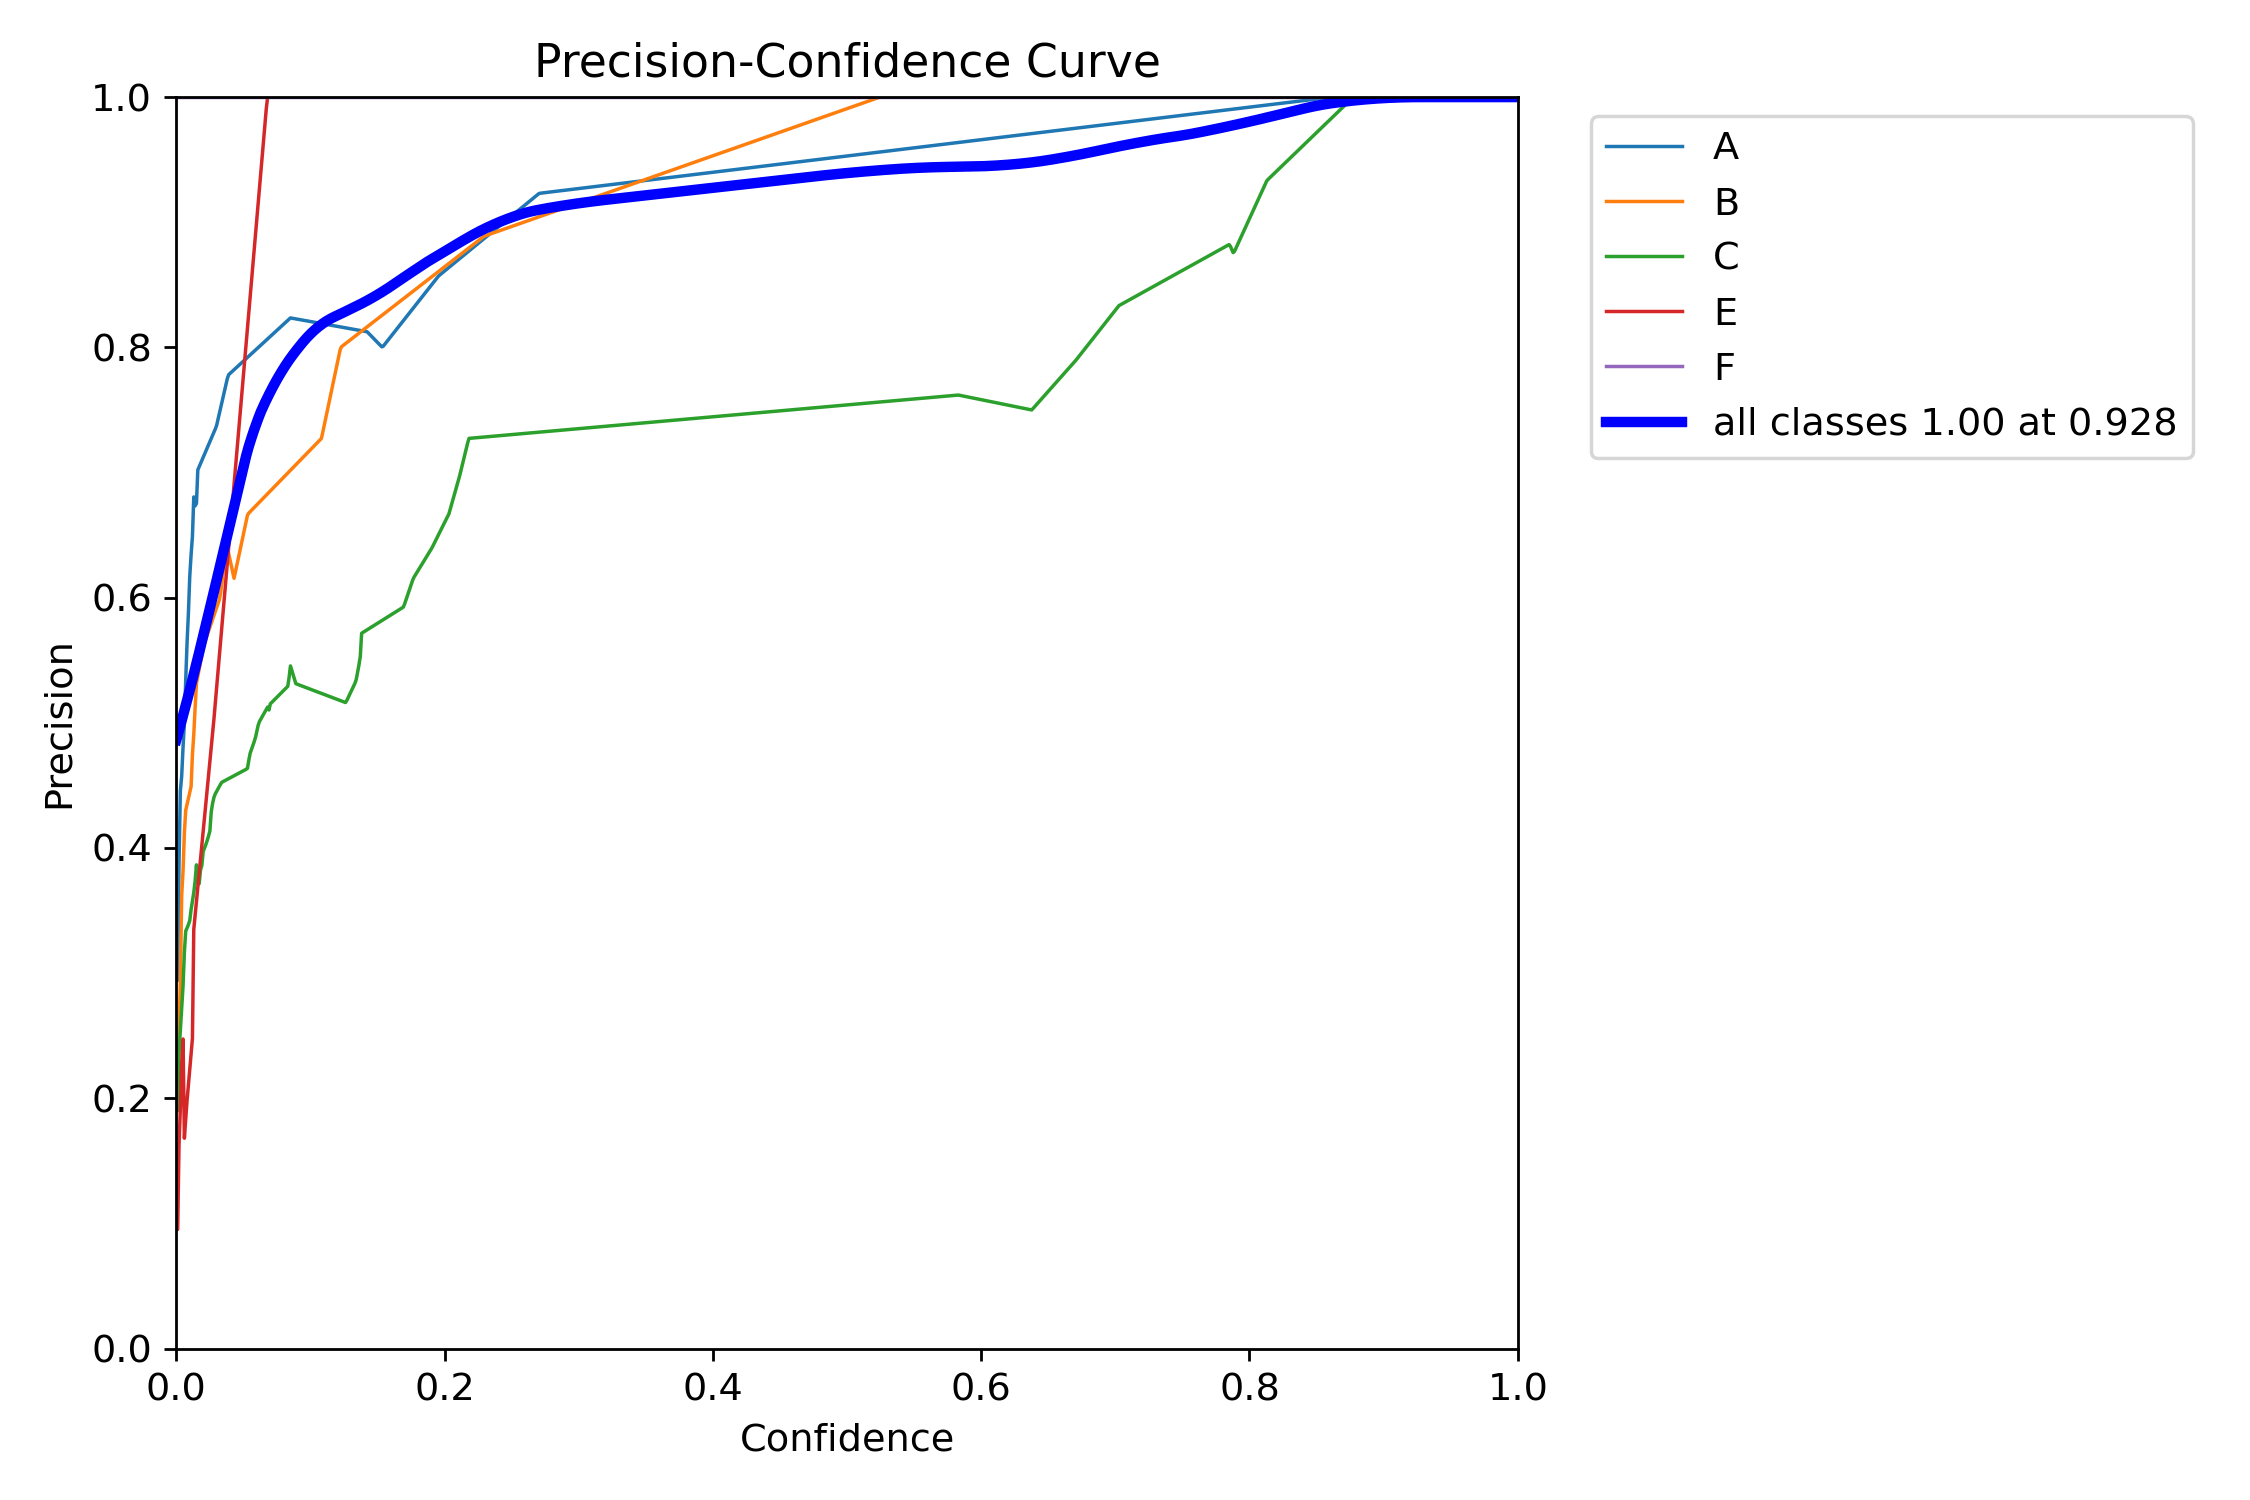 Precision-Confidence Curve
1.0
0.8
0.6
0.4
0.2
0.0
Precision
0.0 0.2 0.4 0.6 0.8 1.0
Confidence
A
B
C
E
F
all classes 1.00 at 0.928